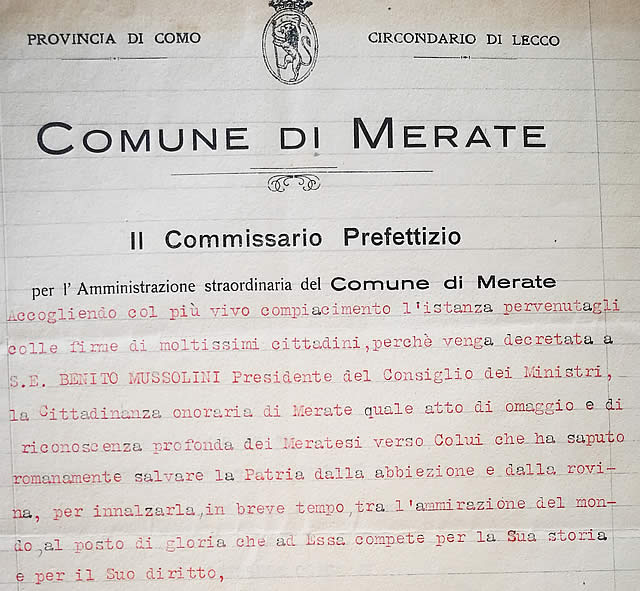 PROVINCIA DI COMO
CIRCONDARIO DI LECCO
COMUNE DI MERATE
Il Commissario Prefettizio
per l'Amministrazione straordinaria del Comune di Merate
Accogliendo col più vivo compiacimento l'istanza pervenutagli
colle firme di moltissimi cittadini,perchè venga decretata a
S.E. BENITO MUSSOLINI Presidente del Consiglio dei Ministri,
la Cittadinanza onoraria di Merate quale atto di omaggio e di
riconoscenza profonda dei Meratesi verso Colui che ha saputo
romanamente salvare la Patria dalla abbiezione e dalla rovi-
na, per innalzarla,in breve tempo,tra l'ammirazione del mon-
do,al posto di gloria che ad Essa compete per la Sua storia
e per il Suo diritto,